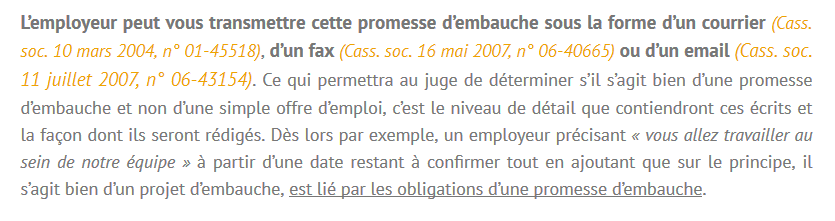 L’employeur peut vous transmettre cette promesse d’embauche sous la forme d’un courrier (Cass.
soc. 10 mars 2004, n° 01-45518), d’un fax (Cass. soc. 16 mai 2007, n° 06-40665) ou d’un email (Cass. soc.
11 juillet 2007, n° 06-43154). Ce qui permettra au juge de déterminer s’il s’agit bien d’une promesse
d’embauche et non d’une simple offre d’emploi, c’est le niveau de détail que contiendront ces écrits et
la façon dont ils seront rédigés. Dès lors par exemple, un employeur précisant « vous allez travailler au
sein de notre équipe » à partir d’une date restant à confirmer tout en ajoutant que sur le principe, il
s’agit bien d’un projet d’embauche, est lié par les obligations d’une promesse d’embauche.